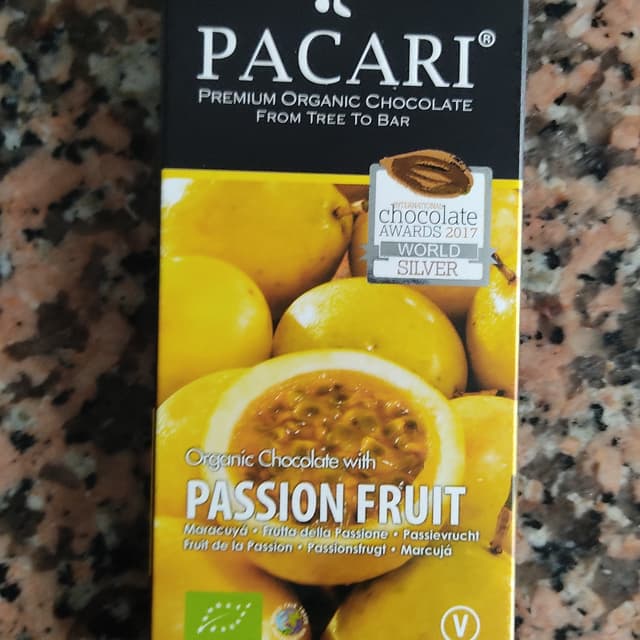 PACARI®
PREMIUM ORGANIC CHOCOLATE
FROM TREE TO BAR
INTERNATIONAL
chocolate
AWARDS 2017
WORLD
SILVER
Organic Chocolate with
PASSION FRUIT
Maracuyá • Frutta della Passione • Passievrucht
Fruit de la Passion • Passionsfrugt • Marcujá
V